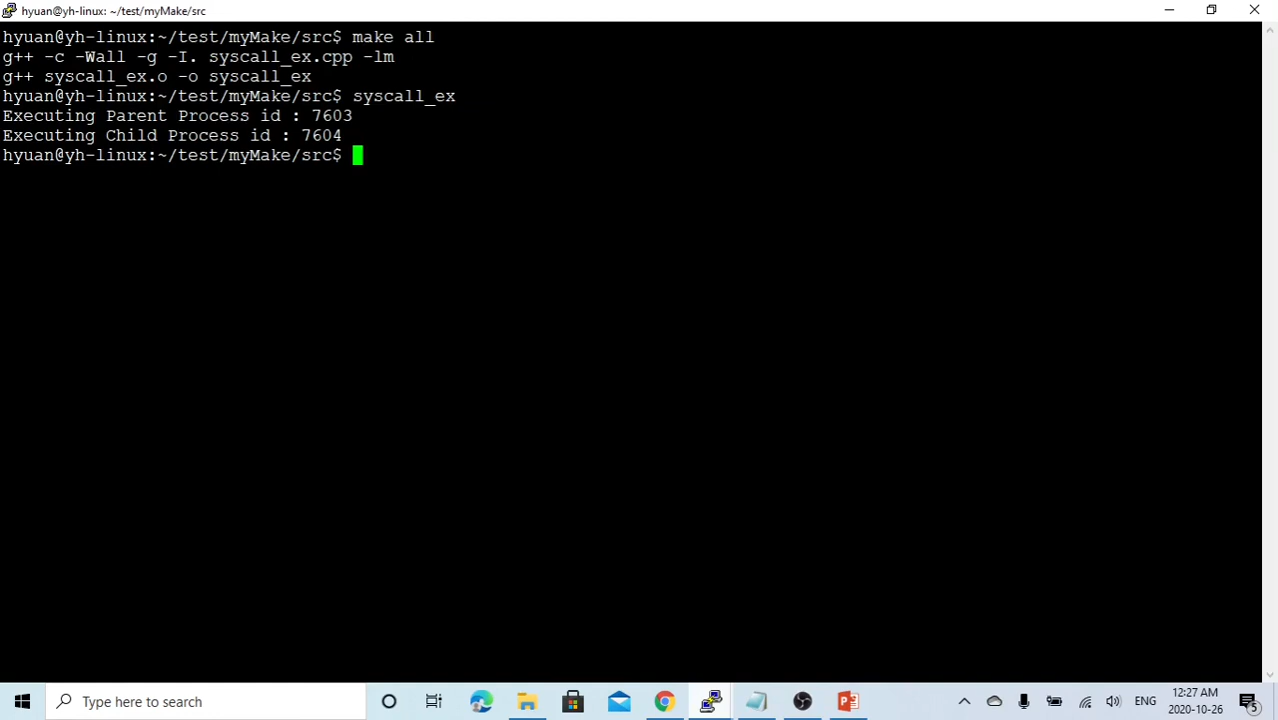 hyuan@yh-linux: ~/test/myMake/src
hyuan@yh-linux:~/test/myMake/src$ make all
g++ -c -Wall -g -I. syscall_ex.cpp -lm
g++ syscall_ex.o -o syscall_ex
hyuan@yh-linux:~/test/myMake/src$ syscall_ex
Executing Parent Process id : 7603
Executing Child Process id : 7604
hyuan@yh-linux:~/test/myMake/src$
Type here to search
ENG
12:27 AM
2020-10-26
5